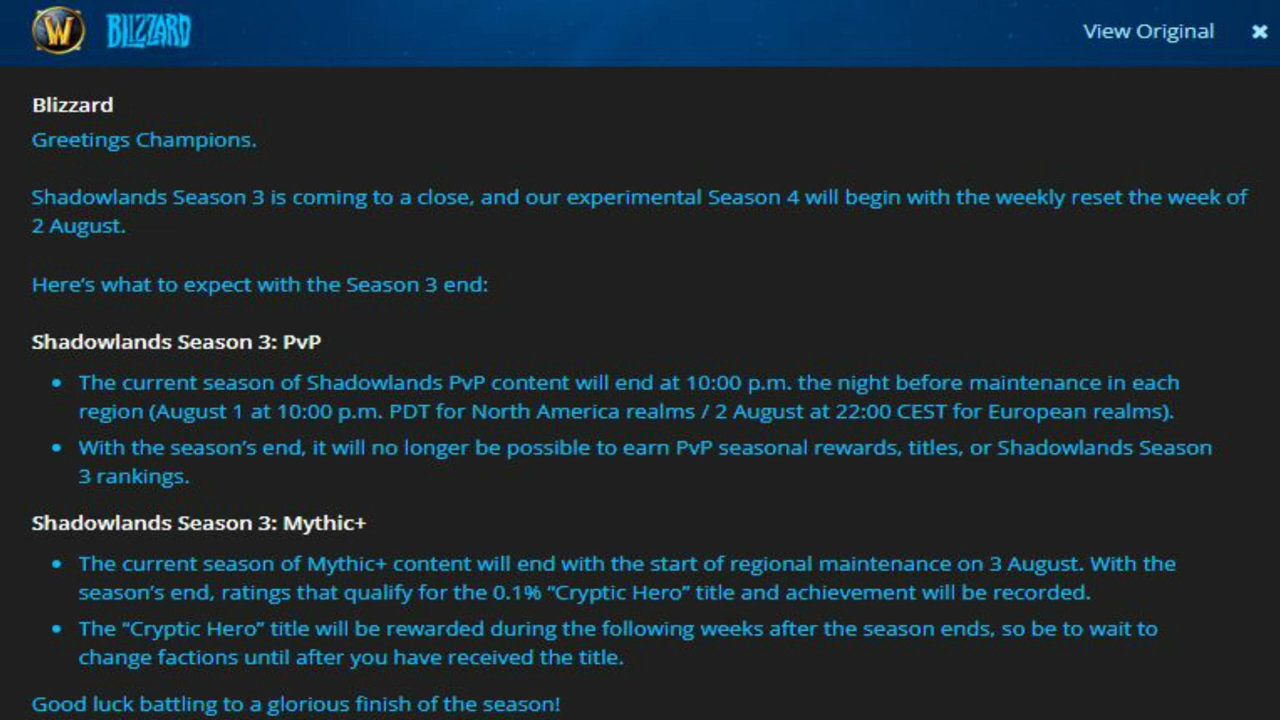 W BLIZZARD View Original ✖
Blizzard
Greetings Champions.
Shadowlands Season 3 is coming to a close, and our experimental Season 4 will begin with the weekly reset the week of
2 August.
Here's what to expect with the Season 3 end:
Shadowlands Season 3: PvP
• The current season of Shadowlands PvP content will end at 10:00 p.m. the night before maintenance in each
region (August 1 at 10:00 p.m. PDT for North America realms / 2 August at 22:00 CEST for European realms).
• With the season's end, it will no longer be possible to earn PvP seasonal rewards, titles, or Shadowlands Season
3 rankings.
Shadowlands Season 3: Mythic+
• The current season of Mythic+ content will end with the start of regional maintenance on 3 August. With the
season's end, ratings that qualify for the 0.1% “Cryptic Hero” title and achievement will be recorded.
• The “Cryptic Hero” title will be rewarded during the following weeks after the season ends, so be to wait to
change factions until after you have received the title.
Good luck battling to a glorious finish of the season!